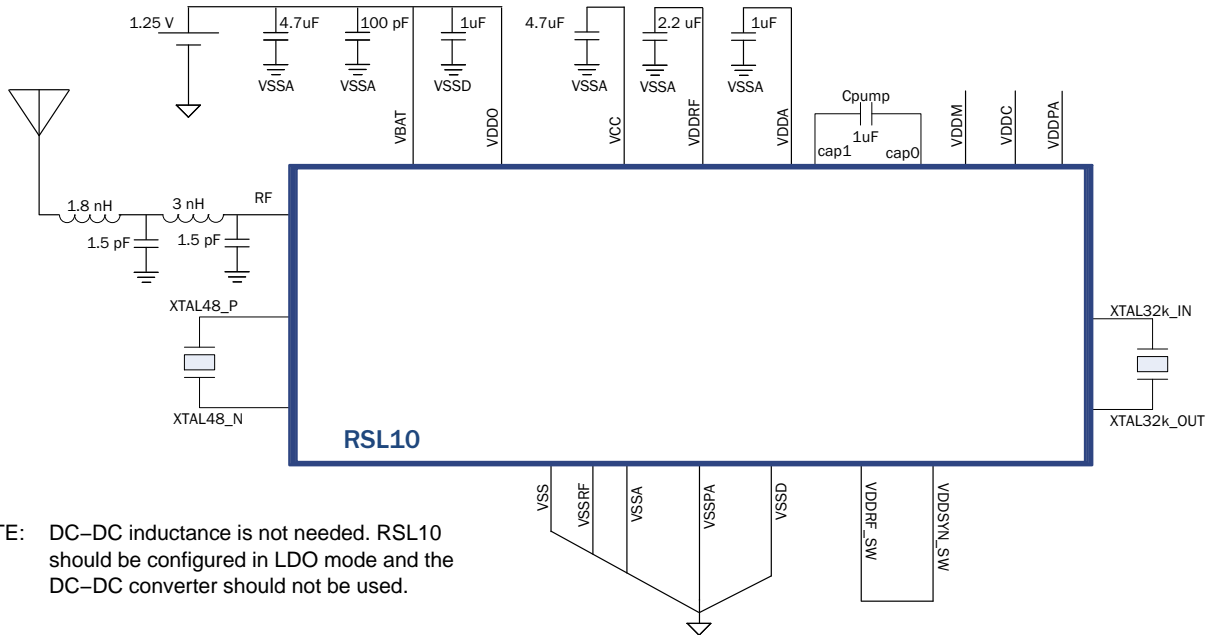 1.25 V
4.7uF
100 pF
1uF
4.7uF
2.2 uF
1uF
VSSA
VSSA
VSSD
VSSA
VSSA
VSSA
Cpump
1uF
cap1
cap0
VBAT
VDDO
VCC
VDDRF
VDDA
VDDM
VDDC
VDDPA
1.8 nH
3 nH
RF
1.5 pF
1.5 pF
XTAL48_P
XTAL48_N
XTAL32k_IN
XTAL32k_OUT
RSL10
VSS
VSSRF
VSSA
VSSPA
VSSD
VDDRF_SW
VDDSYN_SW
TE: DC−DC inductance is not needed. RSL10
should be configured in LDO mode and the
DC−DC converter should not be used.